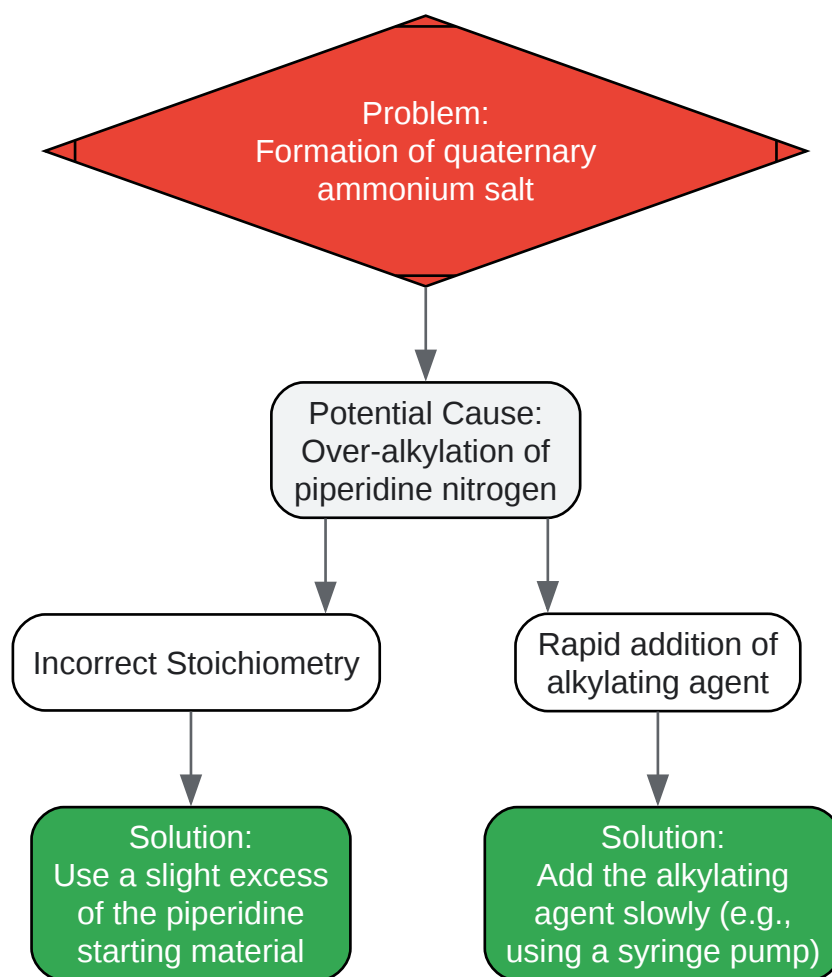 Problem:
Formation of quaternary
ammonium salt
Potential Cause:
Over-alkylation of
piperidine nitrogen
Incorrect Stoichiometry
Rapid addition of
alkylating agent
Solution:
Use a slight excess
of the piperidine
starting material
Solution:
Add the alkylating
agent slowly (e.g.,
using a syringe pump)